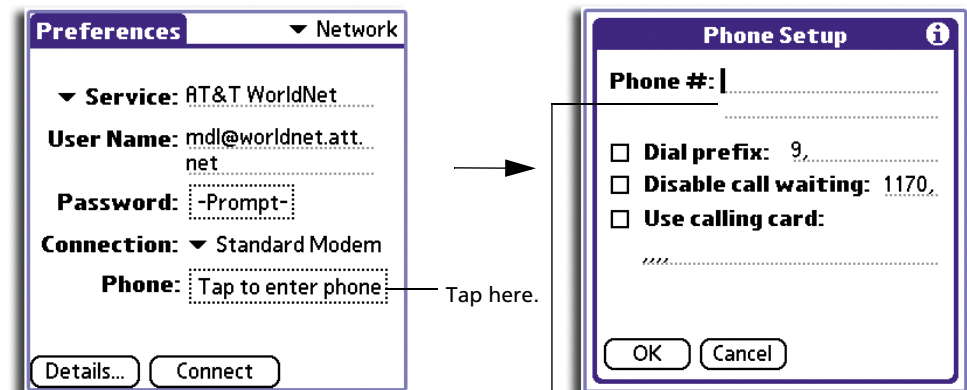 Preferences
Network
Service: AT&T WorldNet
User Name: mdl@worldnet.att.
net
Password: -Prompt-
Connection: Standard Modem
Phone: Tap to enter phone
Details... Connect
Tap here.
Phone Setup
Phone #:
Dial prefix: 9,
Disable call waiting: 1170,
Use calling card:
,,,,
OK Cancel